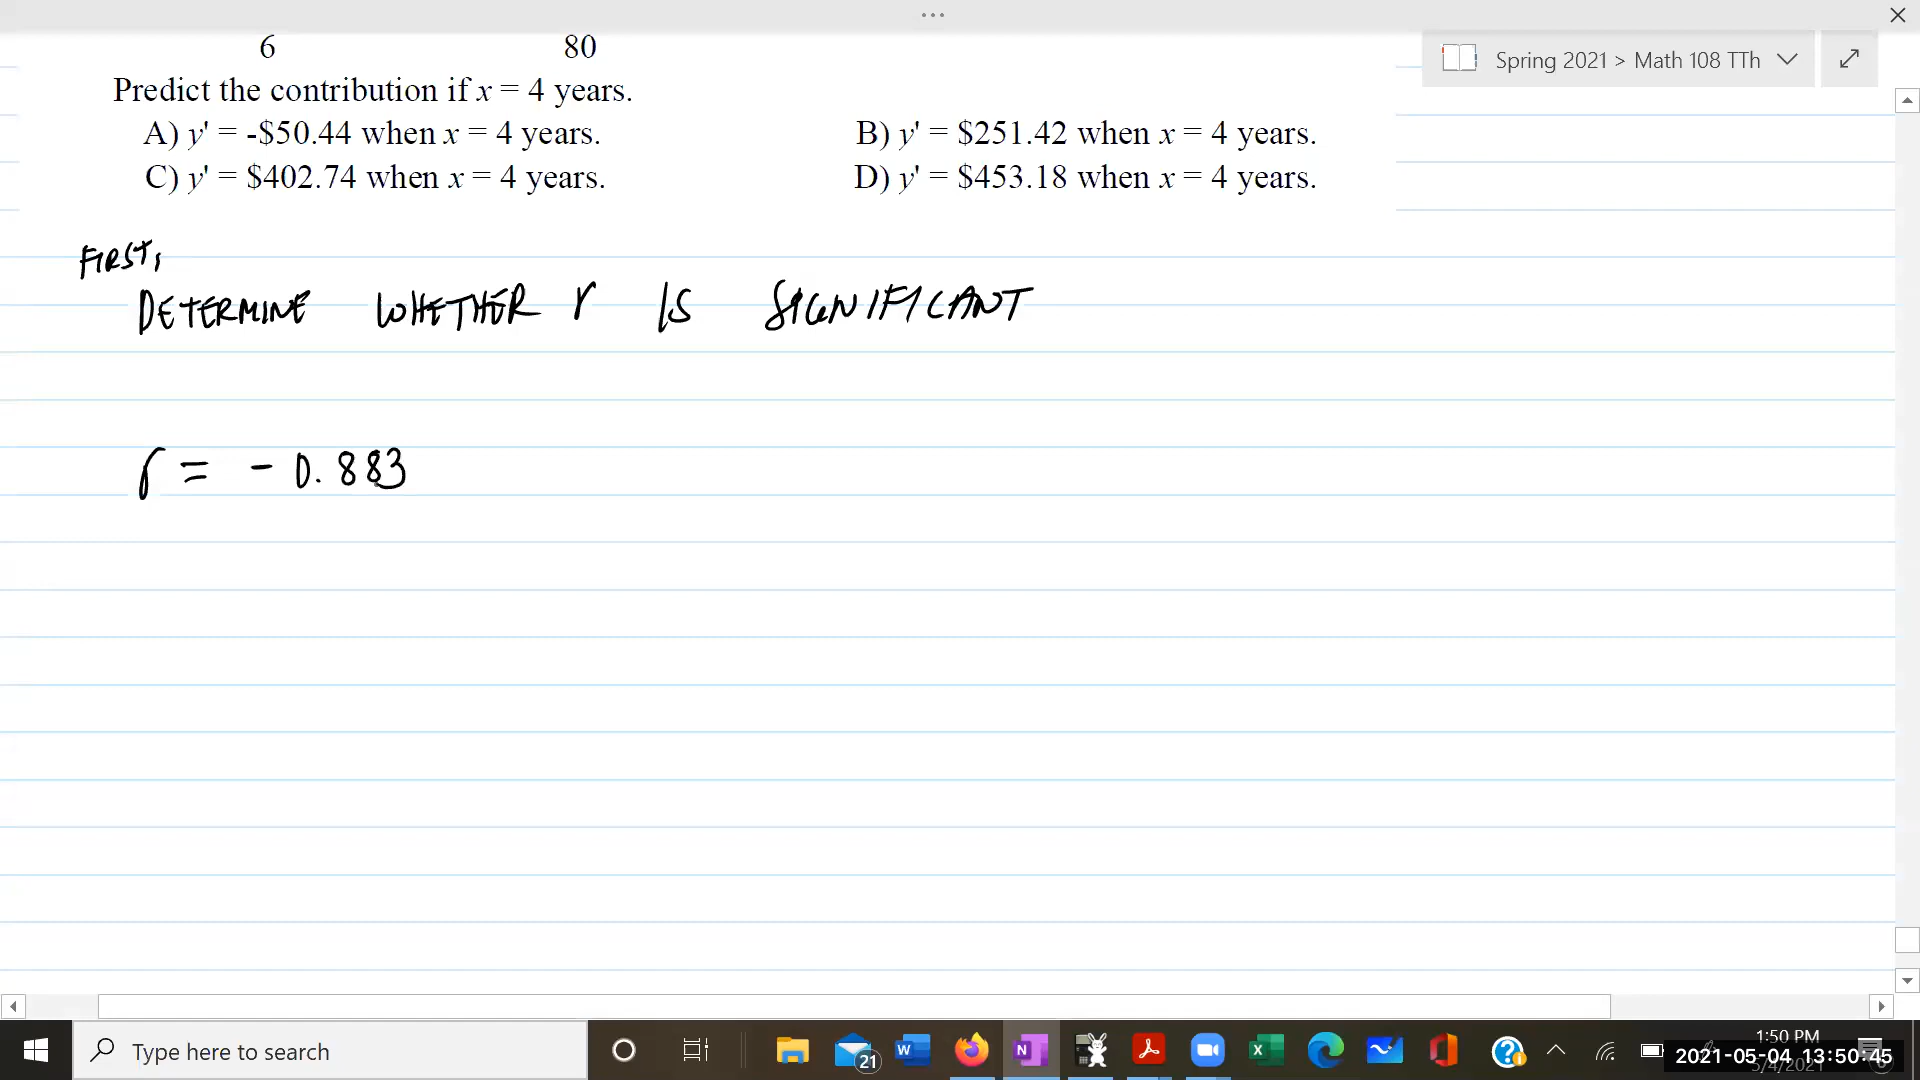 6 80
Spring 2021 > Math 108 TTh
Predict the contribution if x = 4 years.
A) y' = -$50.44 when x = 4 years. B) y' = $251.42 when x = 4 years.
C) y' = $402.74 when x = 4 years. D) y' = $453.18 when x = 4 years.
FIRST,
DETERMINE WHETHER r IS SIGNIFICANT
r = - 0.883
Type here to search
21
1:50 PM
2021-05-04 13:50:45